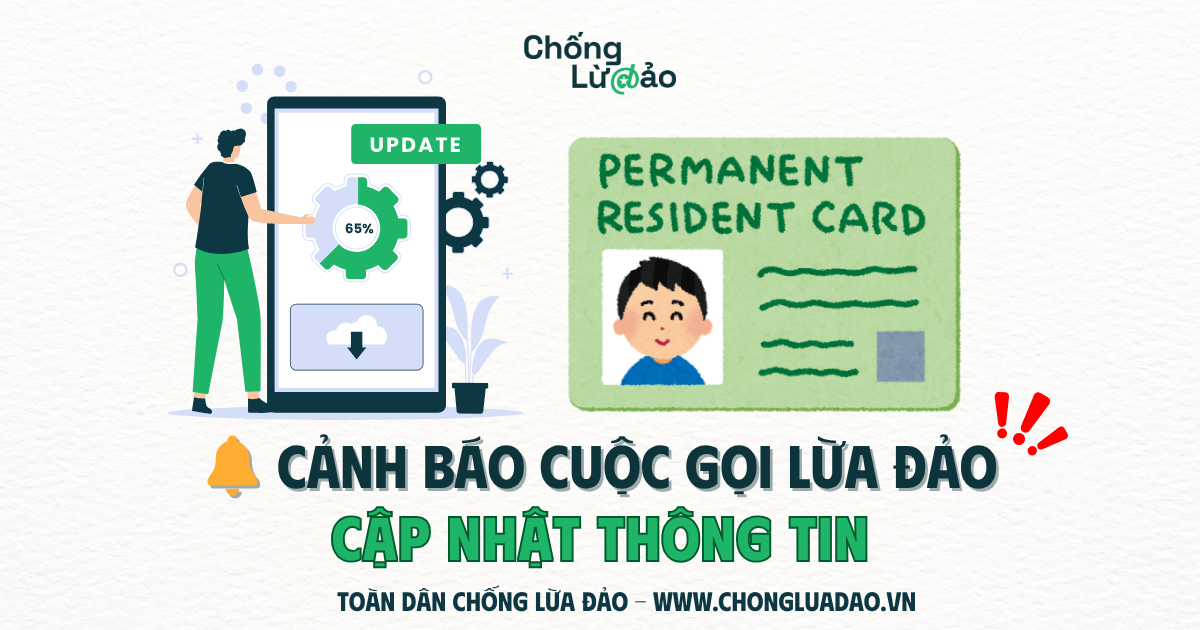 Chống
Lừ@đảo
UPDATE
65%
PERMANENT
RESIDENT CARD
CẢNH BÁO CUỘC GỌI LỪA ĐẢO
CẬP NHẬT THÔNG TIN
TOÀN DÂN CHỐNG LỪA ĐẢO – WWW.CHONGLUADAO.VN